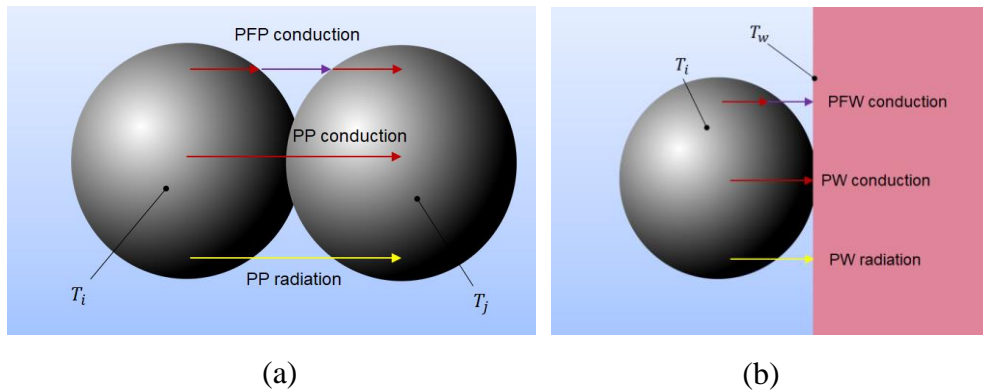 PFP conduction
PP conduction
PP radiation
T_i
T_j
(a)
T_w
T_i
PFW conduction
PW conduction
PW radiation
(b)